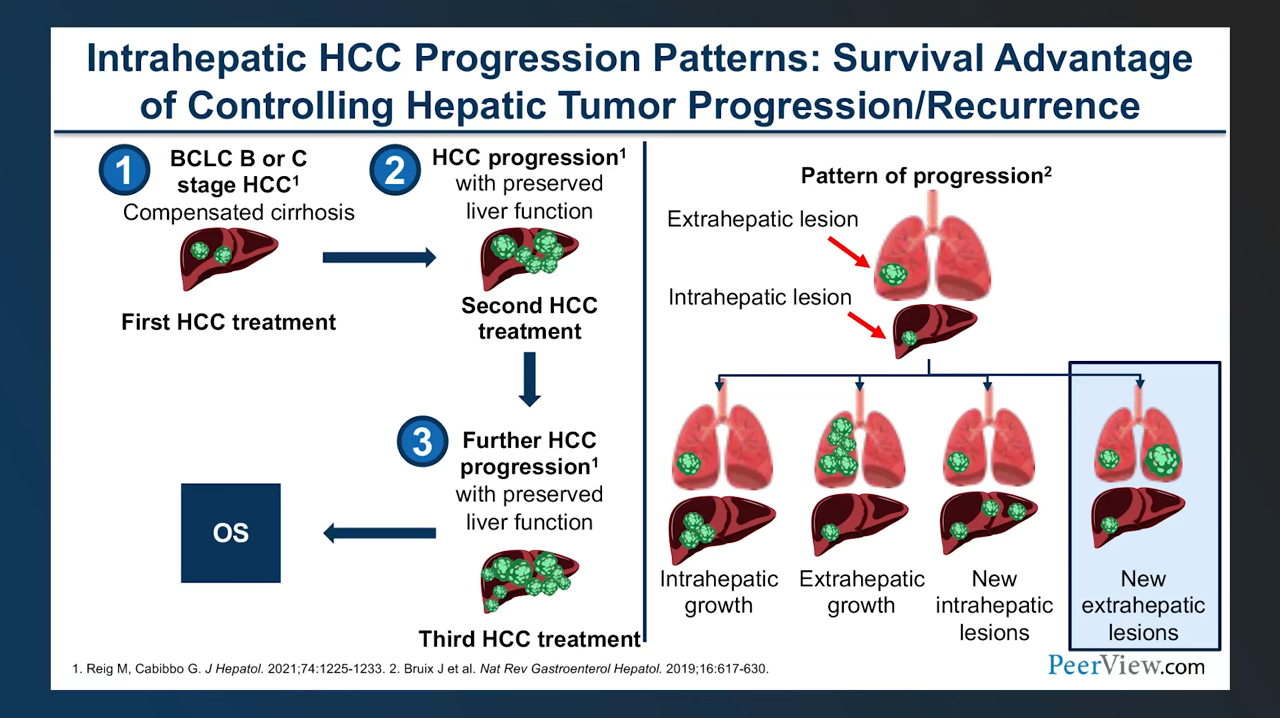 Intrahepatic HCC Progression Patterns: Survival Advantage
of Controlling Hepatic Tumor Progression/Recurrence
1
BCLC B or C
stage HCC¹
Compensated cirrhosis
First HCC treatment
2
HCC progression¹
with preserved
liver function
Second HCC
treatment
3
Further HCC
progression¹
with preserved
liver function
Third HCC treatment
OS
Pattern of progression²
Extrahepatic lesion
Intrahepatic lesion
Intrahepatic
growth
Extrahepatic
growth
New
intrahepatic
lesions
New
extrahepatic
lesions
1. Reig M, Cabibbo G. J Hepatol. 2021;74:1225-1233. 2. Bruix J et al. Nat Rev Gastroenterol Hepatol. 2019;16:617-630.
PeerView.com